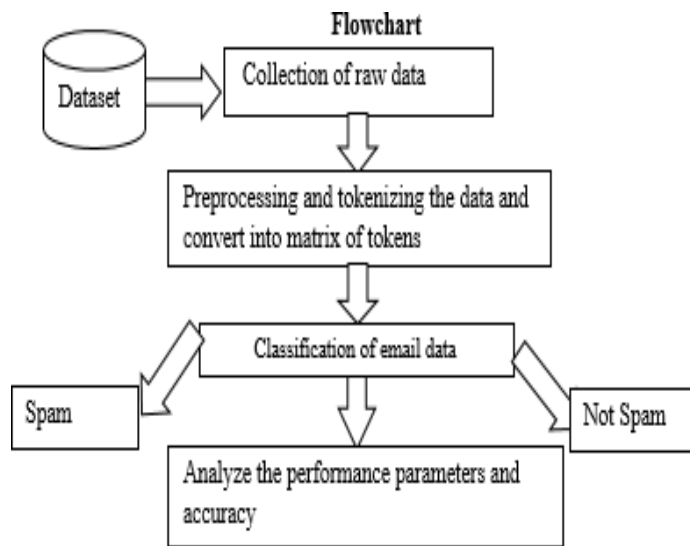 Flowchart
Dataset
Collection of raw data
Preprocessing and tokenizing the data and
convert into matrix of tokens
Classification of email data
Spam
Not Spam
Analyze the performance parameters and
accuracy